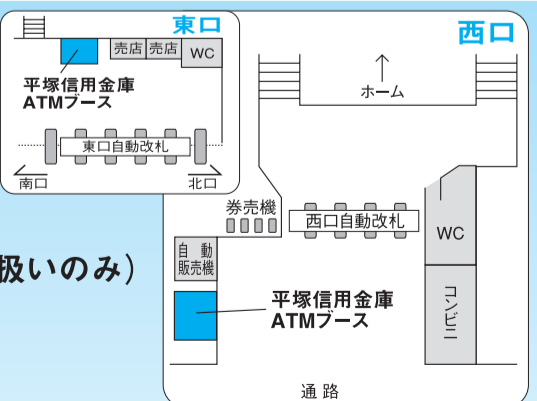 東口
売店
売店
WC
平塚信用金庫
ATMブース
東口自動改札
南口
北口
扱いのみ）
西口
ホーム
券売機
西口自動改札
自動
販売機
WC
コンビニ
平塚信用金庫
ATMブース
通路